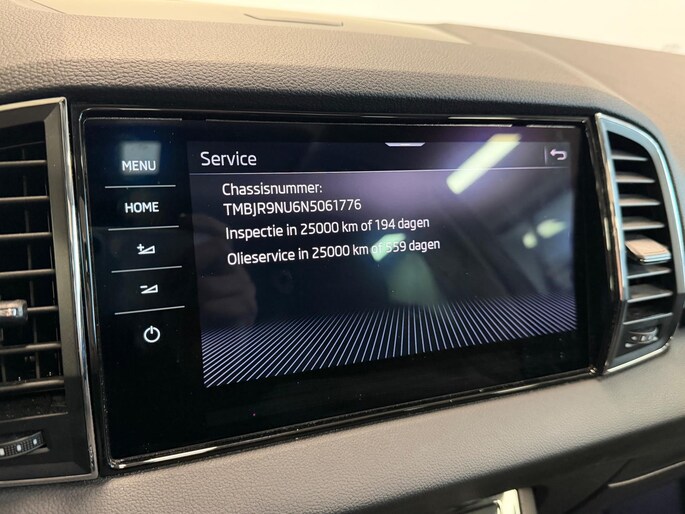 MENU
HOME
Service
Chassisnummer:
TMBJR9NU6N5061776
Inspectie in 25000 km of 194 dagen
Olieservice in 25000 km of 559 dagen